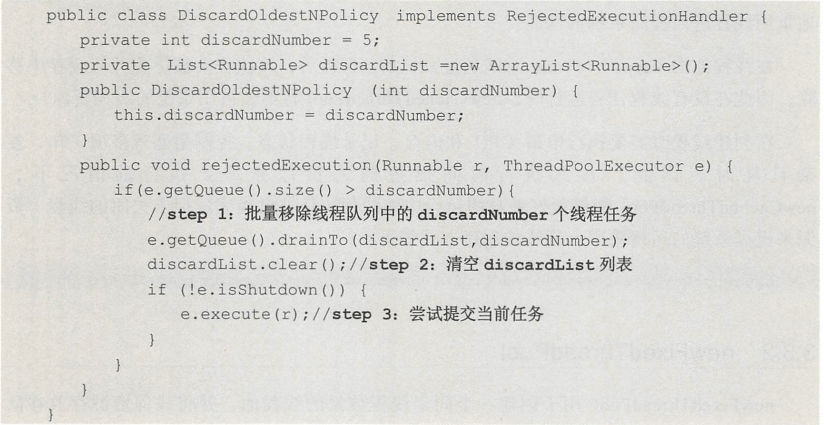 public class DiscardOldestNPolicy implements RejectedExecutionHandler {
private int discardNumber = 5;
private List<Runnable> discardList =new ArrayList<Runnable>();
public DiscardOldestNPolicy (int discardNumber) {
this.discardNumber = discardNumber;
}
public void rejectedExecution(Runnable r, ThreadPoolExecutor e) {
if(e.getQueue().size() > discardNumber){
//step 1：批量移除线程队列中的 discardNumber 个线程任务
e.getQueue().drainTo(discardList,discardNumber);
discardList.clear();//step 2：清空 discardList 列表
if (!e.isShutdown()) {
e.execute(r);//step 3：尝试提交当前任务
}
}
}
}